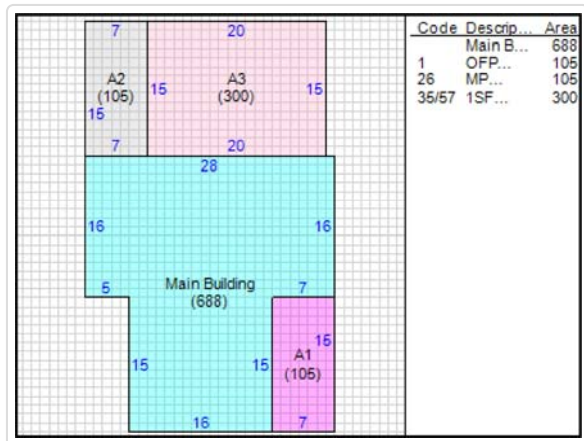 7 20
A2 A3
(105) (300)
15 15 15
7 20
28
16 16
Main Building
(688)
5 7
15 15 15
A1
(105)
16 7
Code Descrip... Area
Main B... 688
1 OFP... 105
26 MP... 105
35/57 1SF... 300